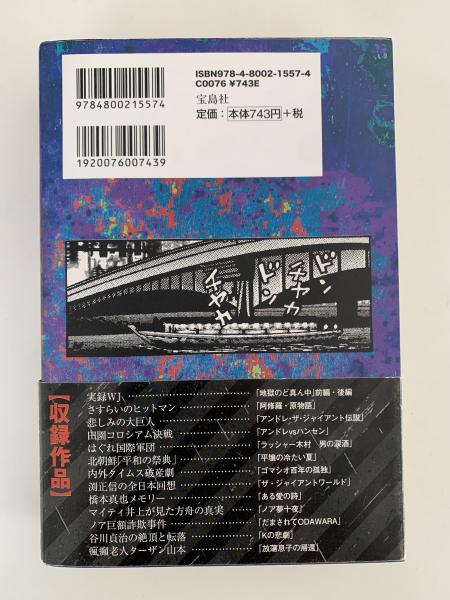 ISBN978-4-8002-1557-4
C0076 ¥743E
宝島社
定価：本体743円+税
9784800215574
1920076007439
チャカチャカ
ドンドン
【収録作品】
実録WJ……「地獄のど真ん中」前編・後編
さすらいのヒットマン……「阿修羅・原物語」
悲しみの大巨人……「アンドレ・ザ・ジャイアント伝説」
田園コロシアム決戦……「アンドレvsハンセン」
はぐれ国際軍団……「ラッシャー木村 男の涙酒」
北朝鮮「平和の祭典」……「平壌の冷たい夏」
内外タイムス破産劇……「ゴマシオ百年の孤独」
渕正信の全日本回想……「ザ・ジャイアントワールド」
橋本真也メモリー……「ある愛の詩」
マイティ井上が見た方舟の真実……「ノア夢十夜」
ノア巨額詐欺事件……「だまされてODAWARA」
谷川貞治の絶頂と転落……「Kの悲劇」
瘋癲老人ターザン山本……「放蕩息子の帰還」